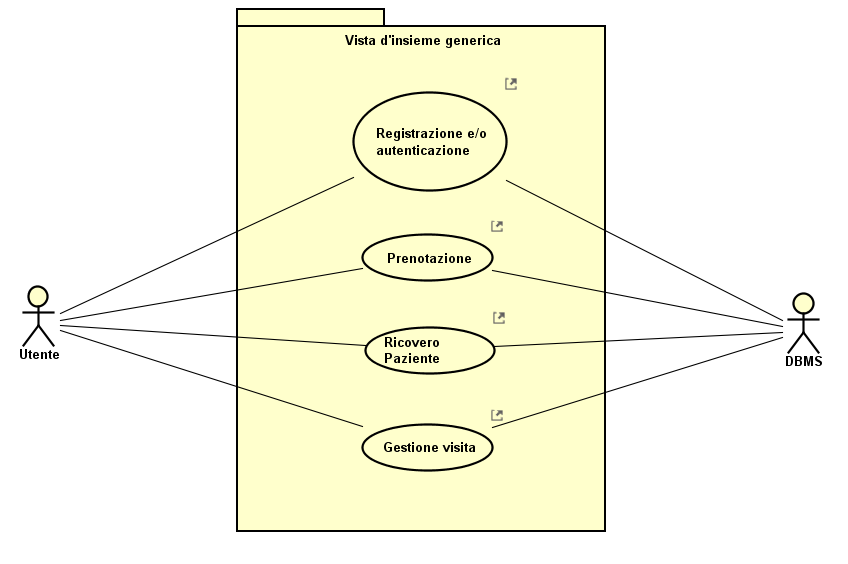 Vista d'insieme generica
Registrazione e/o
autenticazione
Prenotazione
Utente
Ricovero
Paziente
DBMS
Gestione visita